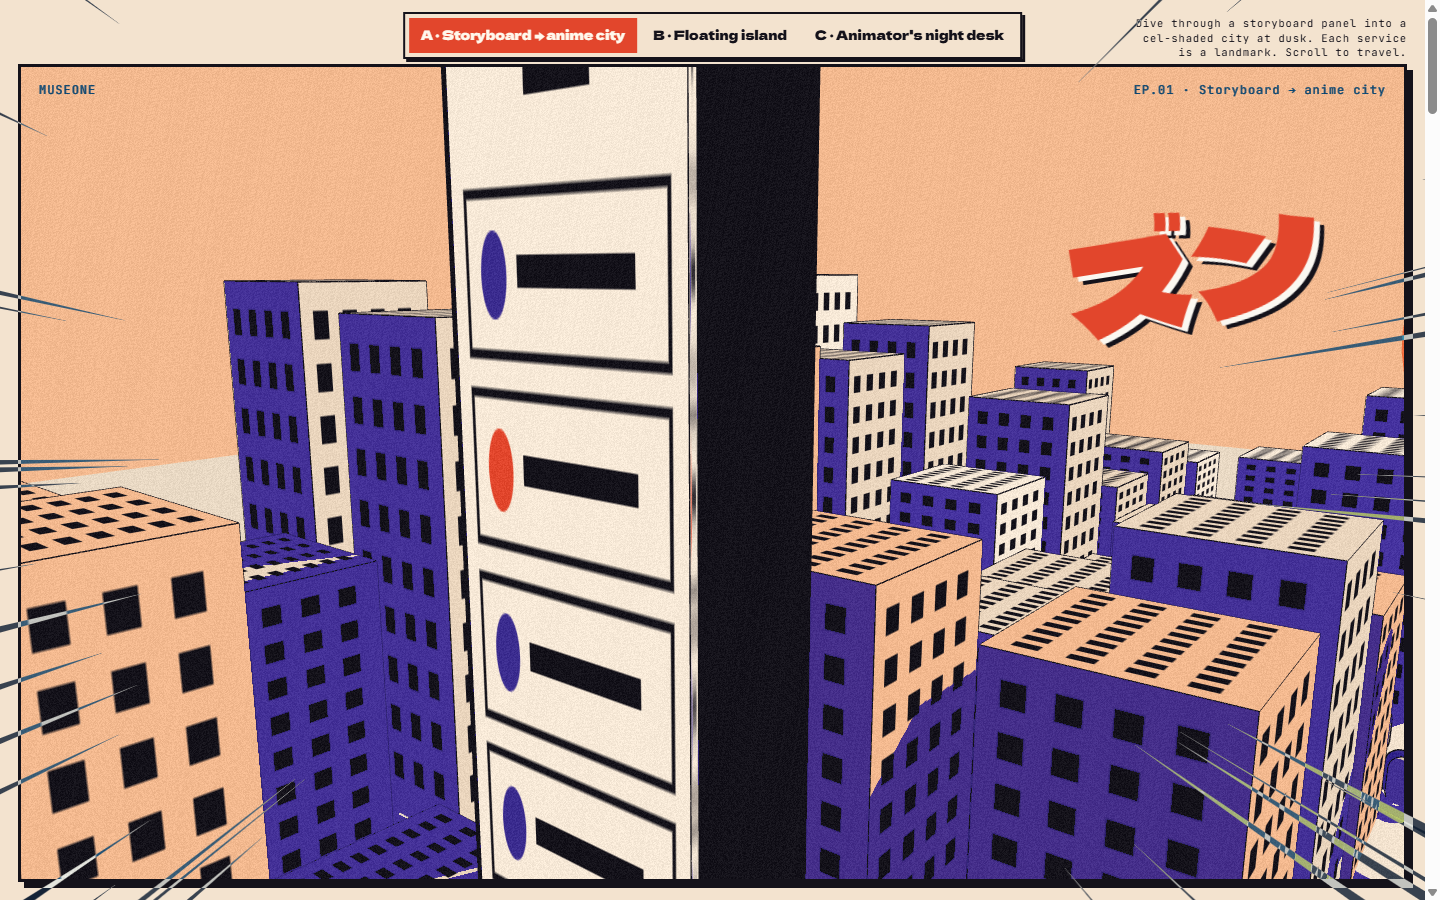 A · Storyboard → anime city
B · Floating island
C · Animator's night desk
Dive through a storyboard panel into a
cel-shaded city at dusk. Each service
is a landmark. Scroll to travel.
MUSEONE
EP.01 · Storyboard → anime city
ズン